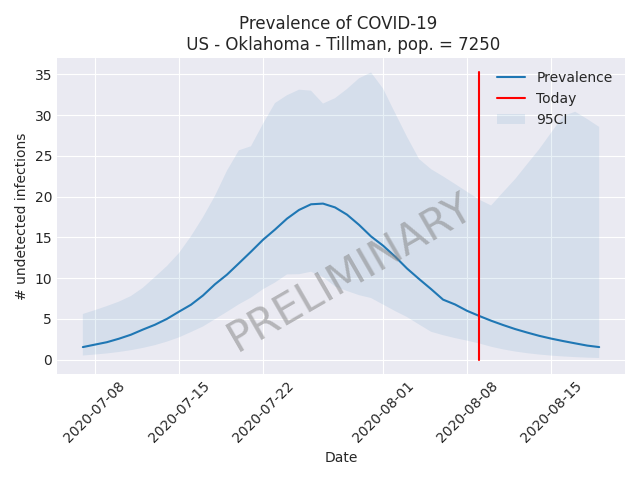 Prevalence of COVID-19
US - Oklahoma - Tillman, pop. = 7250
35
30
25
20
15
10
5
0
# undetected infections
Prevalence
Today
95CI
PRELIMINARY
2020-07-08
2020-07-15
2020-07-22
2020-08-01
2020-08-08
2020-08-15
Date